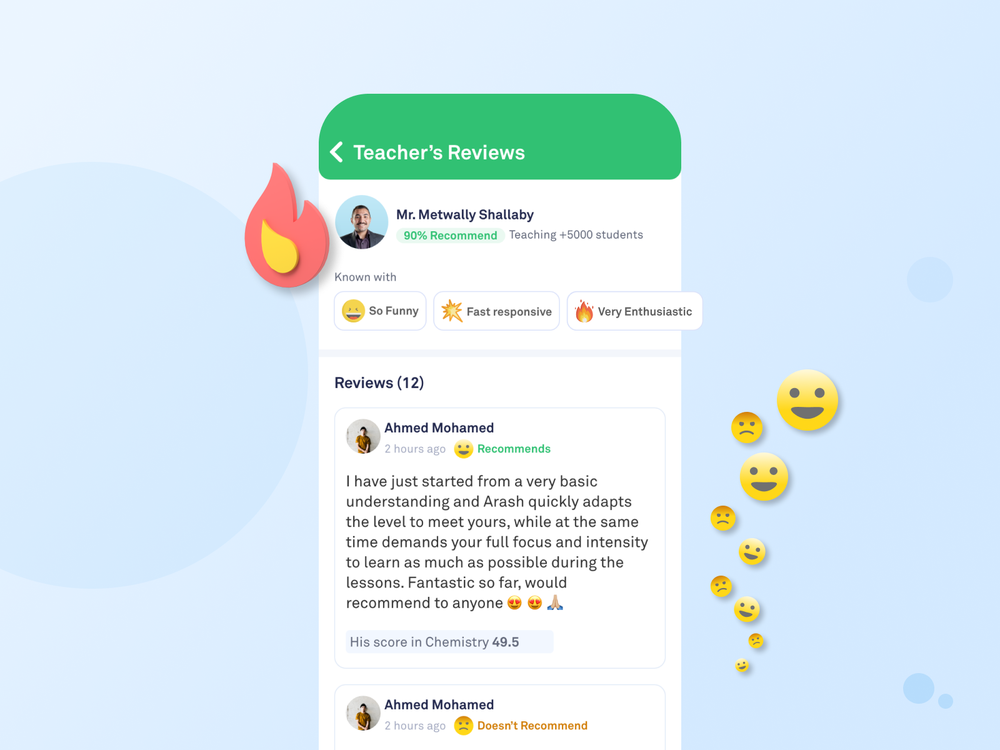 Teacher's Reviews
Mr. Metwally Shallaby
90% Recommend Teaching +5000 students
Known with
So Funny Fast responsive Very Enthusiastic
Reviews (12)
Ahmed Mohamed
2 hours ago Recommends
I have just started from a very basic
understanding and Arash quickly adapts
the level to meet yours, while at the same
time demands your full focus and intensity
to learn as much as possible during the
lessons. Fantastic so far, would
recommend to anyone 😍 😍 🙏🏼
His score in Chemistry 49.5
Ahmed Mohamed
2 hours ago Doesn't Recommend